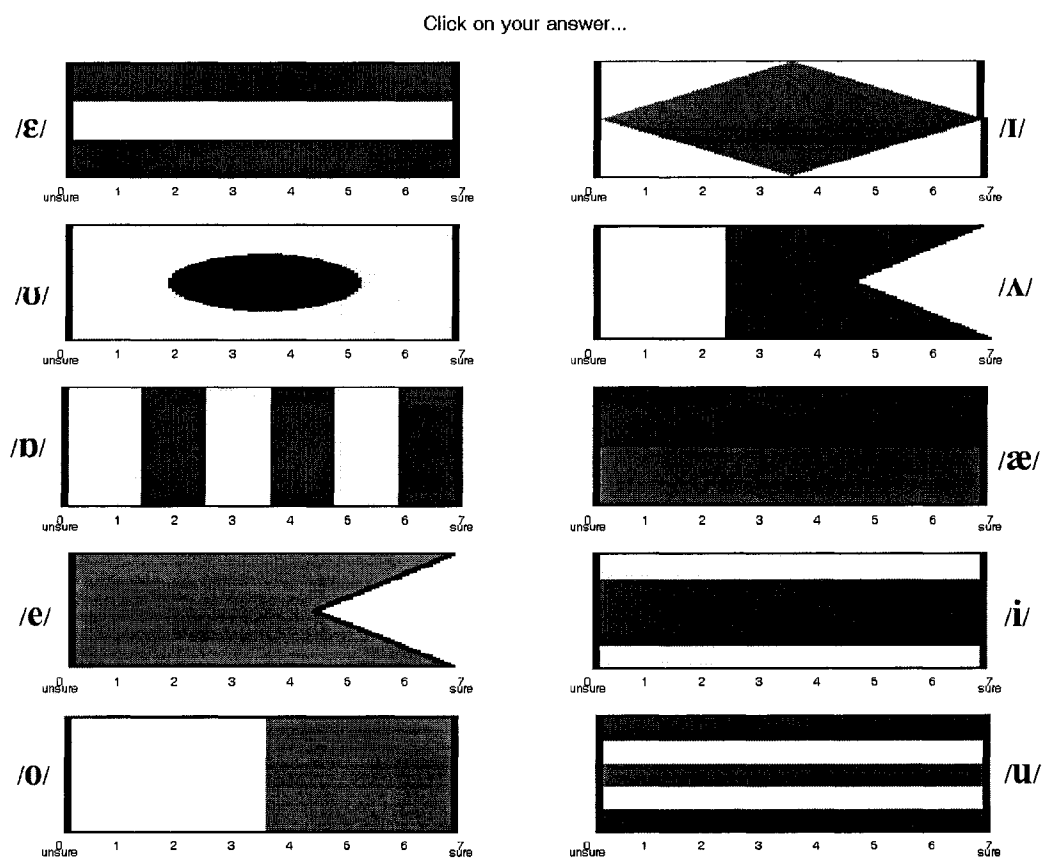 Click on your answer...
/ɛ/
0 1 2 3 4 5 6 7
unsure sure
/ɪ/
0 1 2 3 4 5 6 7
unsure sure
/ʊ/
0 1 2 3 4 5 6 7
unsure sure
/ʌ/
0 1 2 3 4 5 6 7
unsure sure
/ɒ/
0 1 2 3 4 5 6 7
unsure sure
/æ/
0 1 2 3 4 5 6 7
unsure sure
/e/
0 1 2 3 4 5 6 7
unsure sure
/i/
0 1 2 3 4 5 6 7
unsure sure
/o/
0 1 2 3 4 5 6 7
unsure sure
/u/
0 1 2 3 4 5 6 7
unsure sure